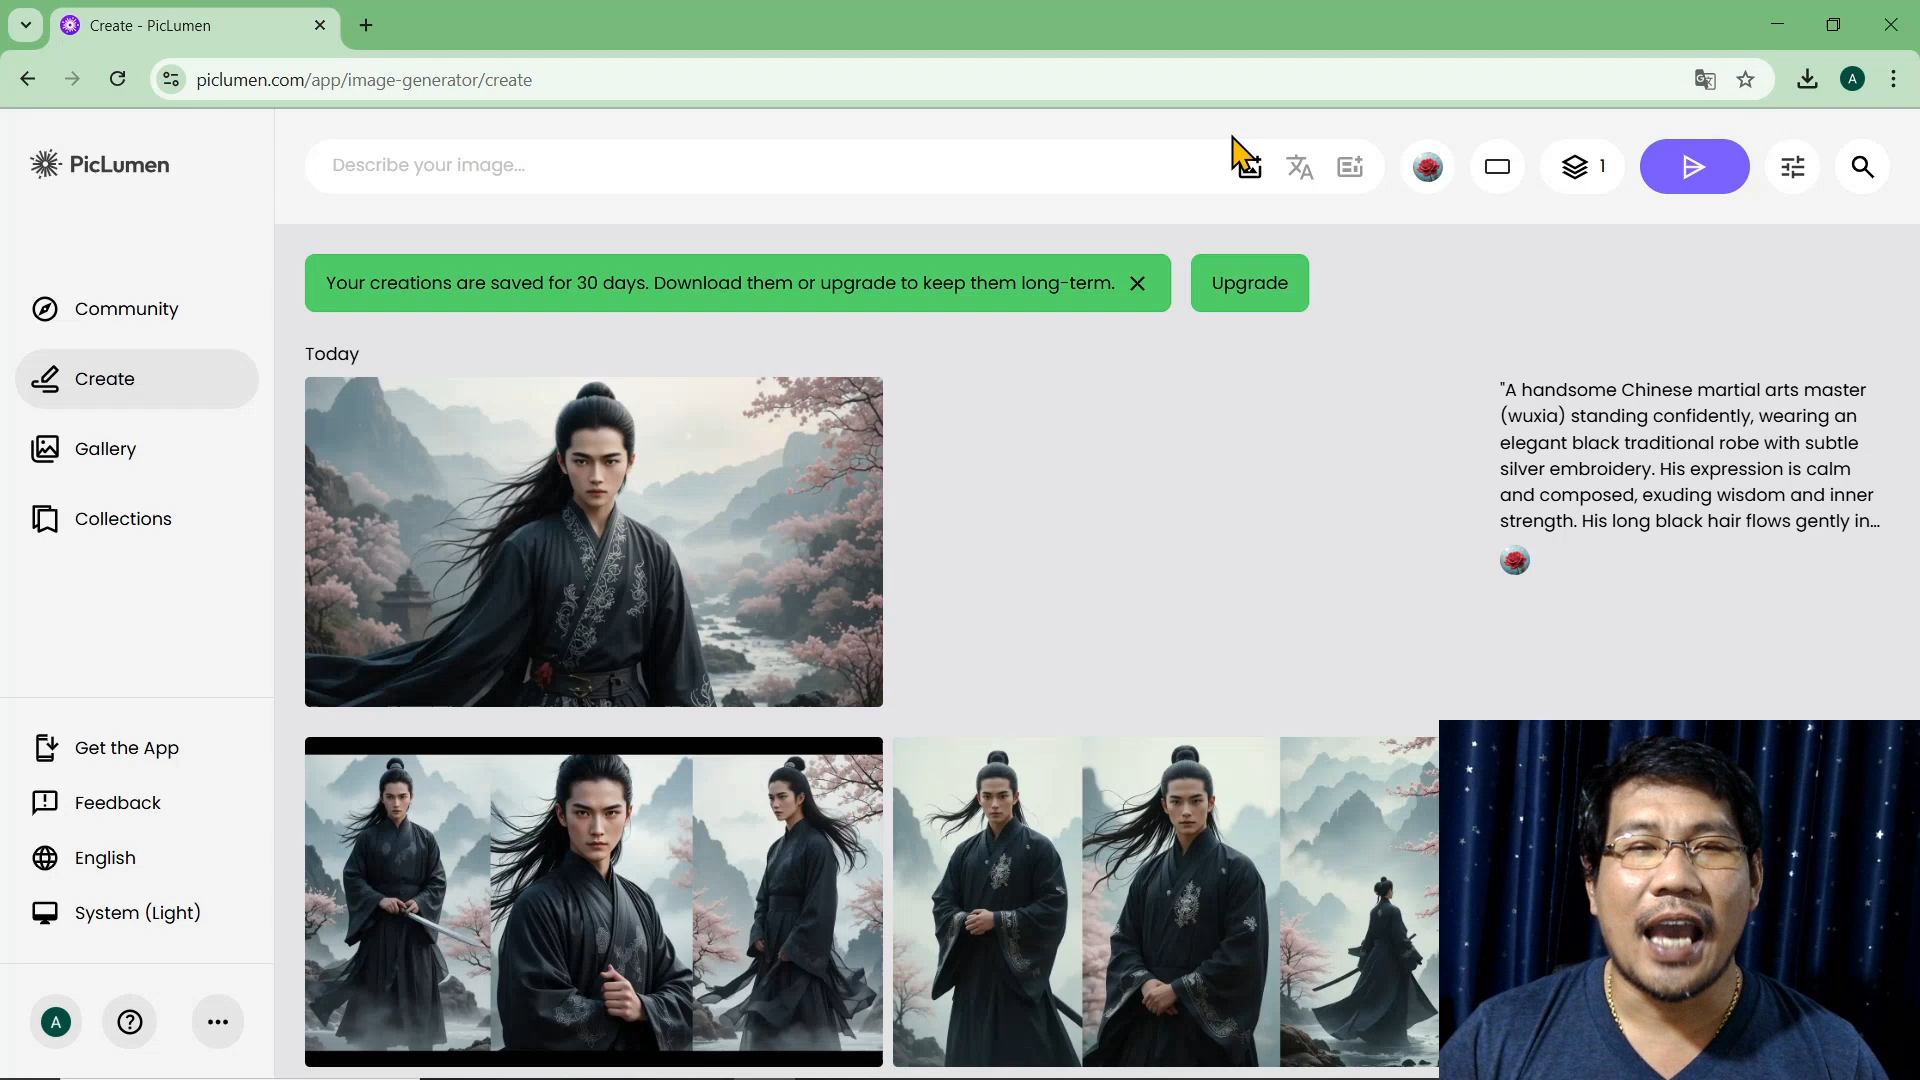 Create - PicLumen
piclumen.com/app/image-generator/create
A
PicLumen
Describe your image...
1
Your creations are saved for 30 days. Download them or upgrade to keep them long-term.
Upgrade
Community
Create
Gallery
Collections
Today
"A handsome Chinese martial arts master
(wuxia) standing confidently, wearing an
elegant black traditional robe with subtle
silver embroidery. His expression is calm
and composed, exuding wisdom and inner
strength. His long black hair flows gently in...
Get the App
Feedback
English
System (Light)
A